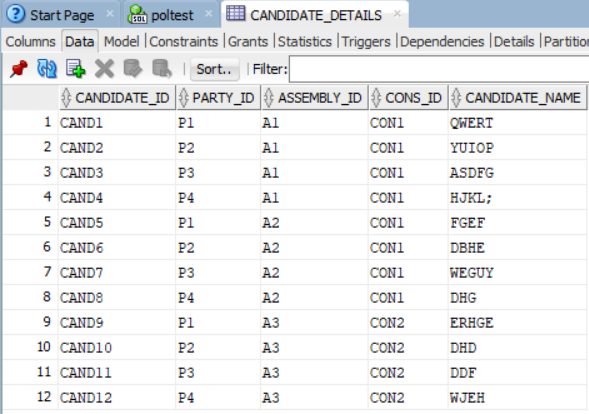 Start Page × poltest × CANDIDATE_DETAILS ×
Columns Data Model Constraints Grants Statistics Triggers Dependencies Details Partitio
Sort.. Filter:
CANDIDATE_ID PARTY_ID ASSEMBLY_ID CONS_ID CANDIDATE_NAME
1 CAND1 P1 A1 CON1 QWERT
2 CAND2 P2 A1 CON1 YUIOP
3 CAND3 P3 A1 CON1 ASDFG
4 CAND4 P4 A1 CON1 HJKL;
5 CAND5 P1 A2 CON1 FGEF
6 CAND6 P2 A2 CON1 DBHE
7 CAND7 P3 A2 CON1 WEGUY
8 CAND8 P4 A2 CON1 DHG
9 CAND9 P1 A3 CON2 ERHGE
10 CAND10 P2 A3 CON2 DHD
11 CAND11 P3 A3 CON2 DDF
12 CAND12 P4 A3 CON2 WJEH